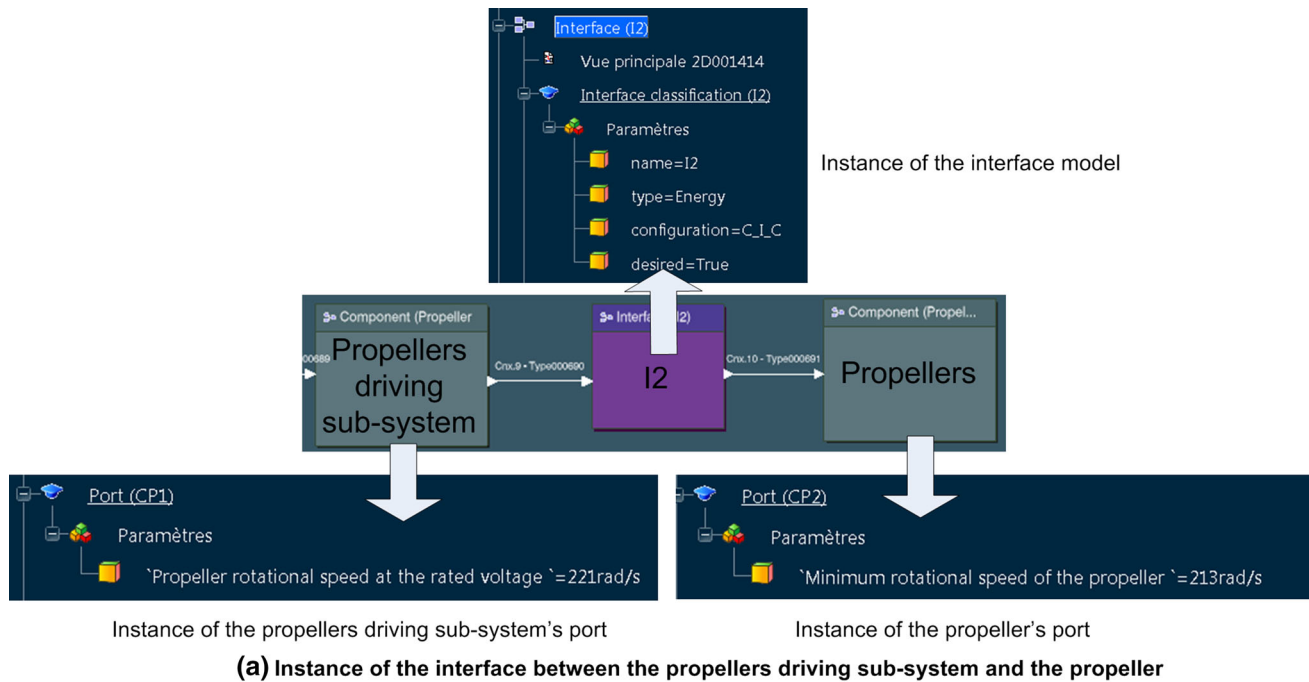 Interface (I2)
Vue principale 2D001414
Interface classification (I2)
Paramètres
name=I2
type=Energy
configuration=C_I_C
desired=True
Instance of the interface model
Component (Propeller
Interfa
I2)
Component (Propel...
00689
Propellers
driving
sub-system
Cnx.9 - Type000690
I2
Cnx.10 - Type000691
Propellers
Port (CP1)
Paramètres
`Propeller rotational speed at the rated voltage `=221rad/s
Port (CP2)
Paramètres
`Minimum rotational speed of the propeller `=213rad/s
Instance of the propellers driving sub-system's port
Instance of the propeller's port
(a) Instance of the interface between the propellers driving sub-system and the propeller